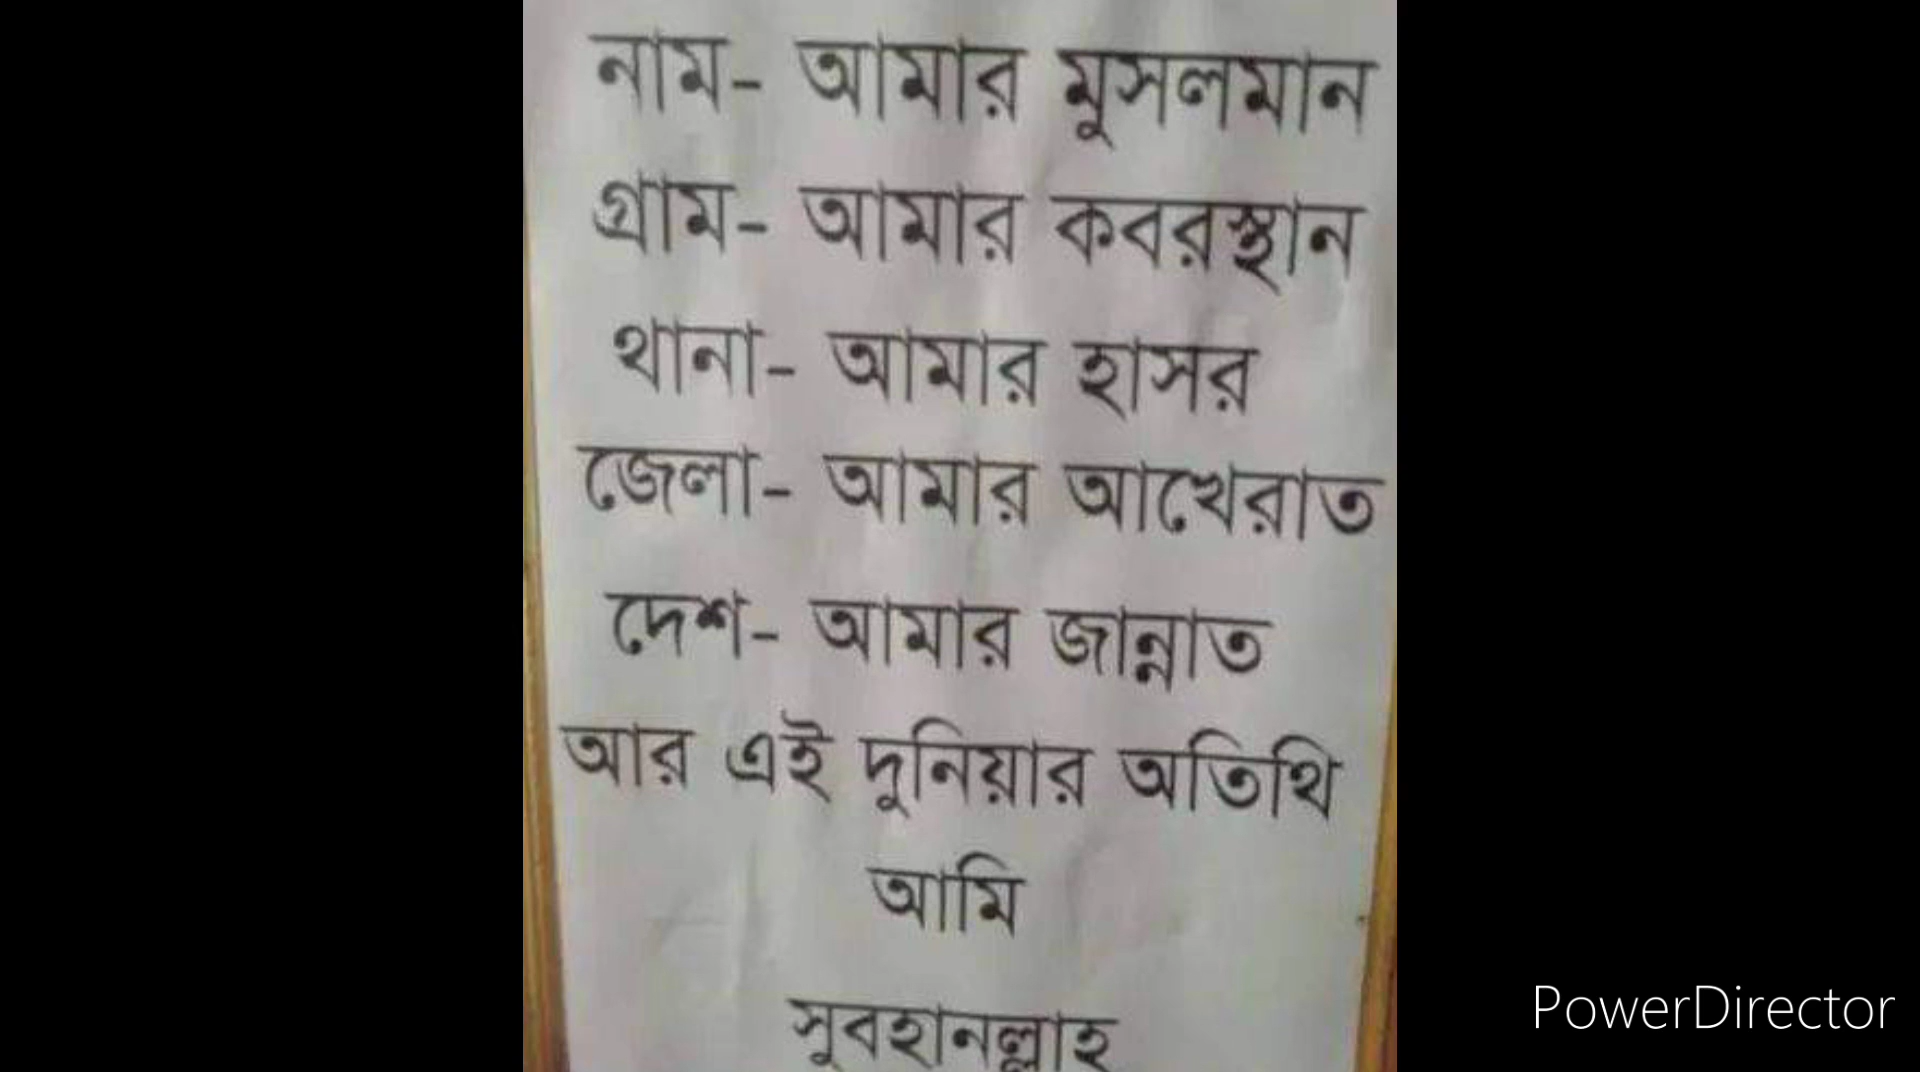 নাম- আমার মুসলমান
গ্রাম- আমার কবরস্থান
থানা- আমার হাসর
জেলা- আমার আখেরাত
দেশ- আমার জান্নাত
আর এই দুনিয়ার অতিথি
আমি
সুবহানল্লাহ
PowerDirector